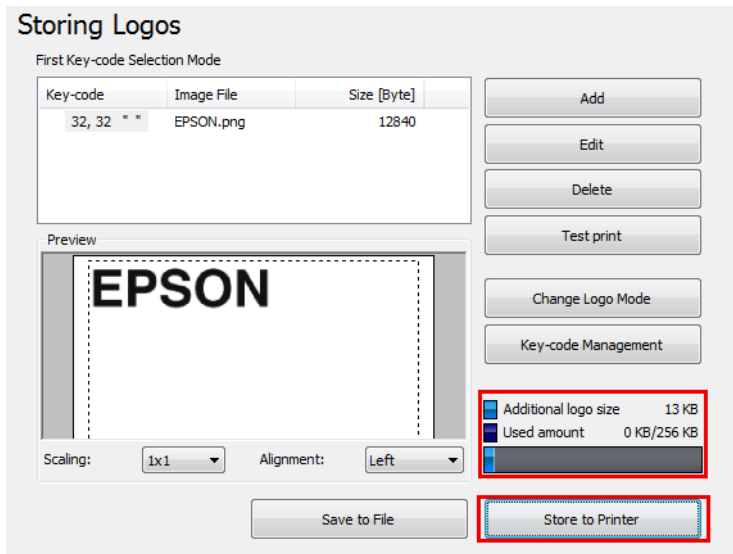 Storing Logos
First Key-code Selection Mode
Key-code Image File Size [Byte]
32, 32 " " EPSON.png 12840
Add
Edit
Delete
Test print
Preview
EPSON
Change Logo Mode
Key-code Management
Additional logo size 13 KB
Used amount 0 KB/256 KB
Scaling: 1x1 Alignment: Left
Save to File Store to Printer